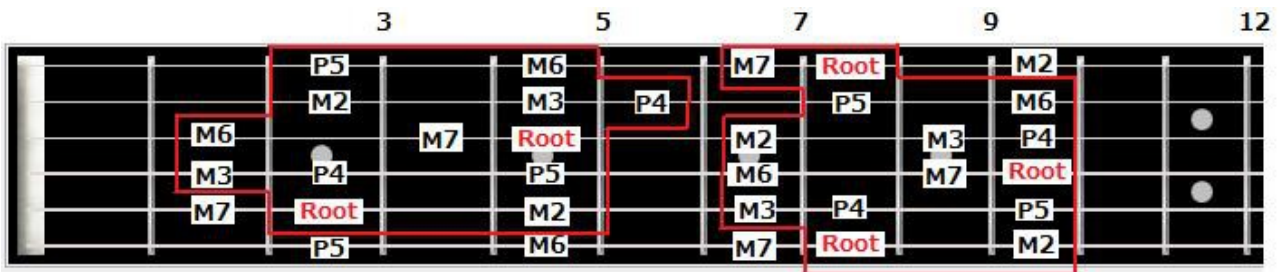 3 5 7 9 12
P5 M6 M7 Root M2
M2 M3 P4 P5 M6
M6 M7 Root M2 M3 P4
M3 P4 P5 M6 M7 Root
M7 Root M2 M3 P4 P5
P5 M6 M7 Root M2